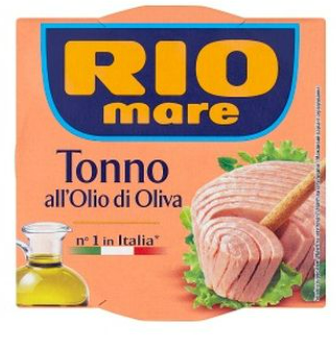 RIO
mare
Tonno
all'Olio di Oliva
n°1 in Italia*